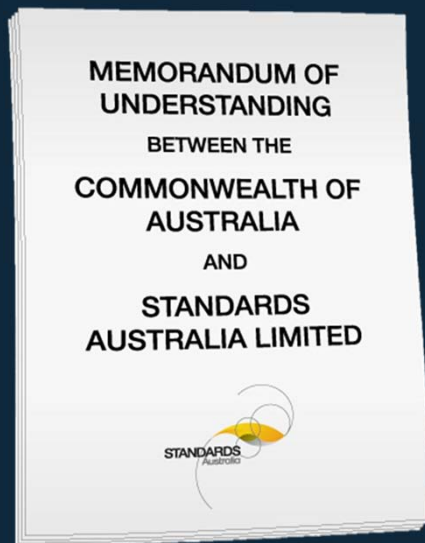 MEMORANDUM OF
UNDERSTANDING
BETWEEN THE
COMMONWEALTH OF
AUSTRALIA
AND
STANDARDS
AUSTRALIA LIMITED
STANDARDS
Australia